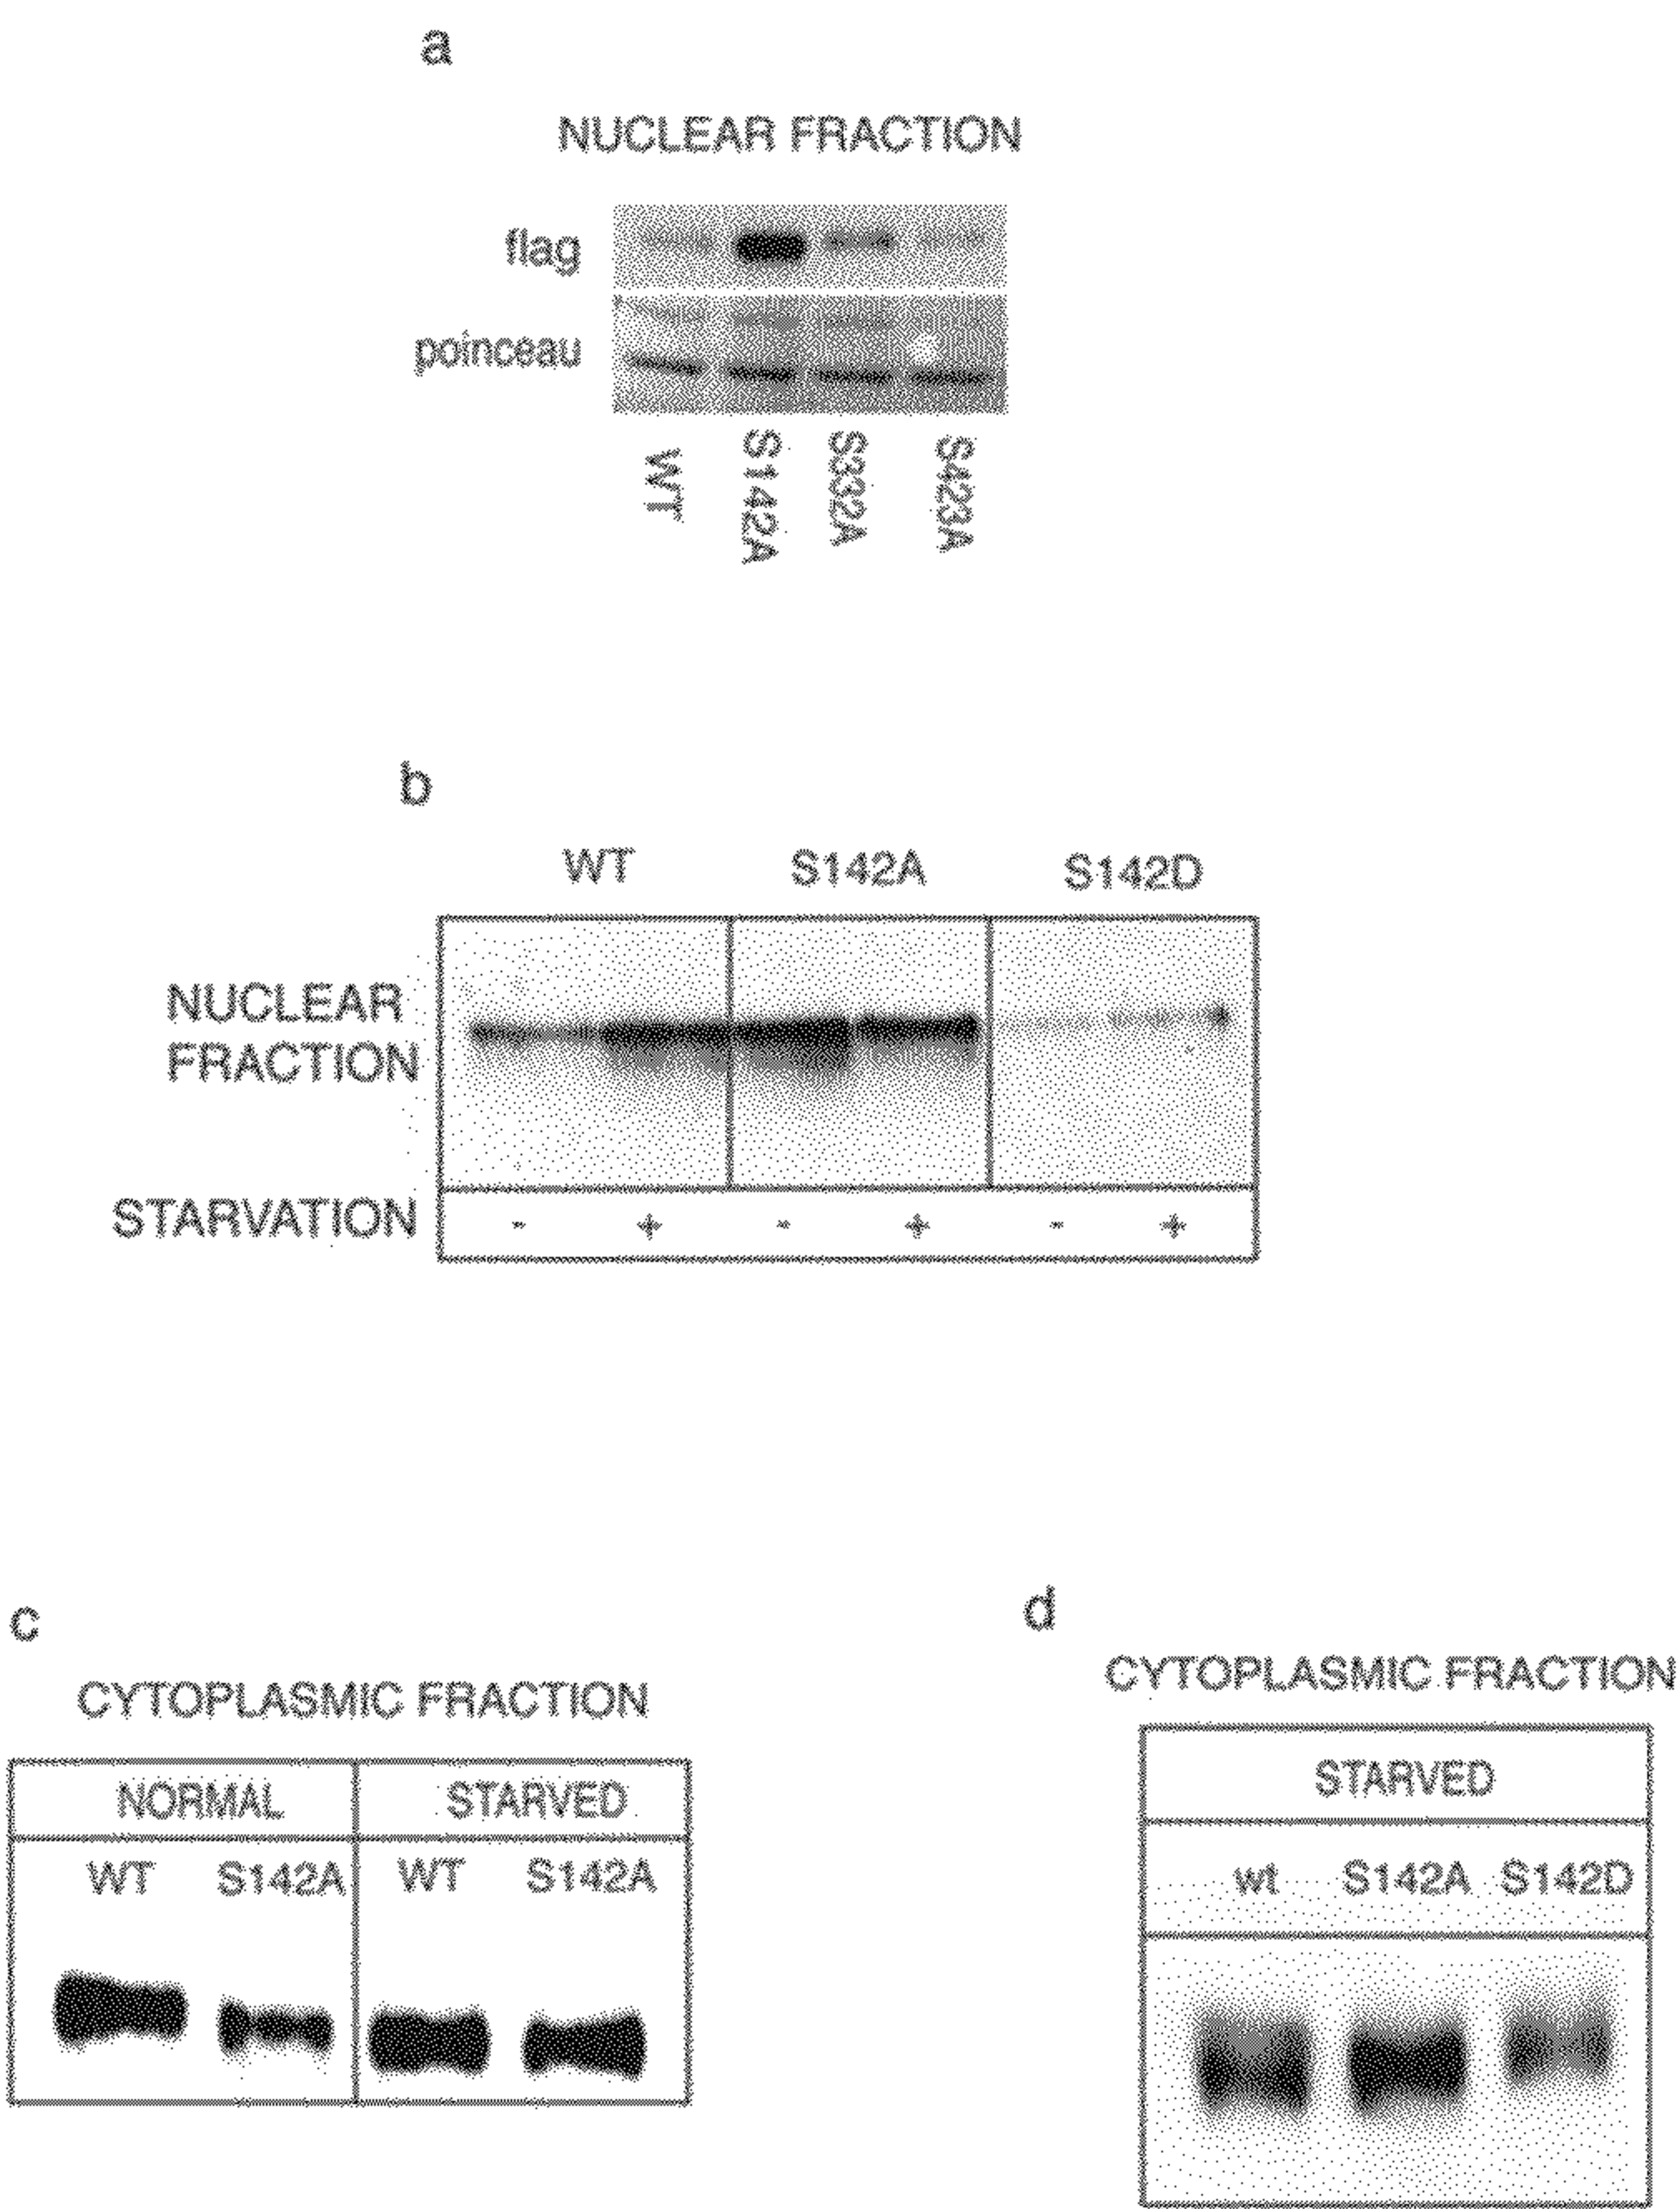 a
NUCLEAR FRACTION
flag
poinceau
WT
S142A
S332A
S423A
b
WT S142A S142D
NUCLEAR
FRACTION
STARVATION - + - + - +
c
CYTOPLASMIC FRACTION
NORMAL STARVED
WT S142A WT S142A
d
CYTOPLASMIC FRACTION
STARVED
wt S142A S142D